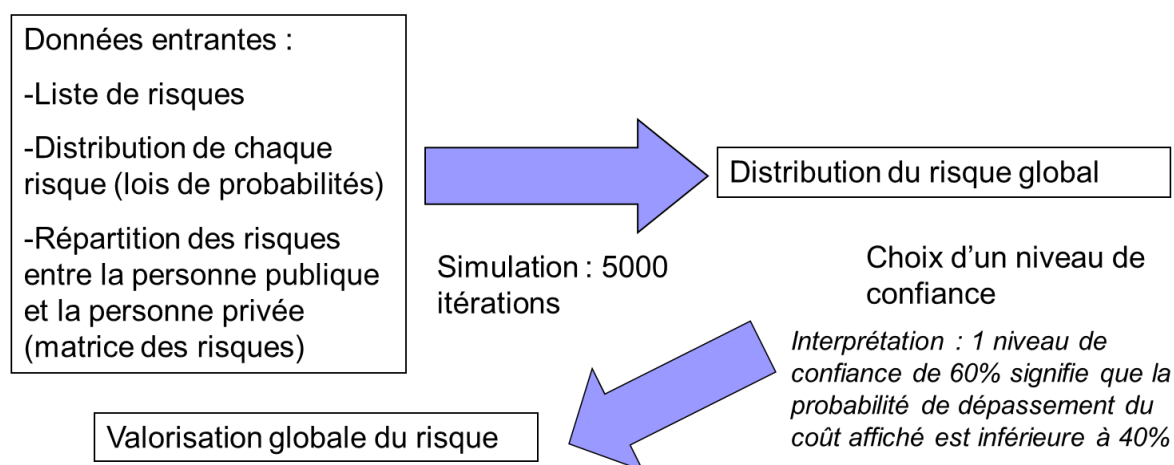 Données entrantes :
-Liste de risques
-Distribution de chaque
risque (lois de probabilités)
-Répartition des risques
entre la personne publique
et la personne privée
(matrice des risques)
Simulation : 5000
itérations
Distribution du risque global
Choix d’un niveau de
confiance
Interprétation : 1 niveau de
confiance de 60% signifie que la
probabilité de dépassement du
coût affiché est inférieure à 40%
Valorisation globale du risque